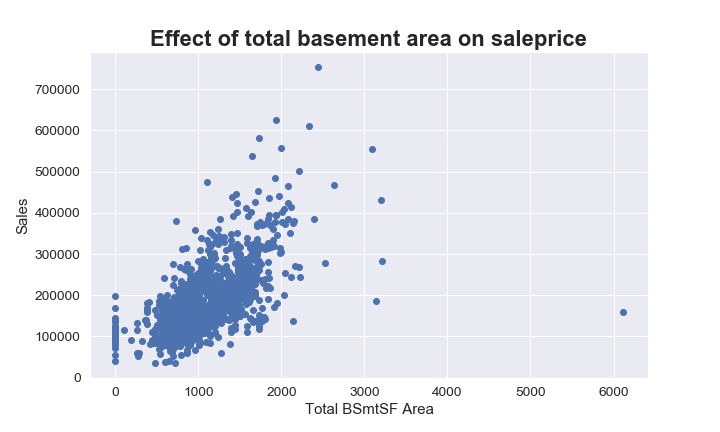 Effect of total basement area on saleprice
700000
600000
500000
400000
300000
200000
100000
0
Sales
0 1000 2000 3000 4000 5000 6000
Total BSmtSF Area